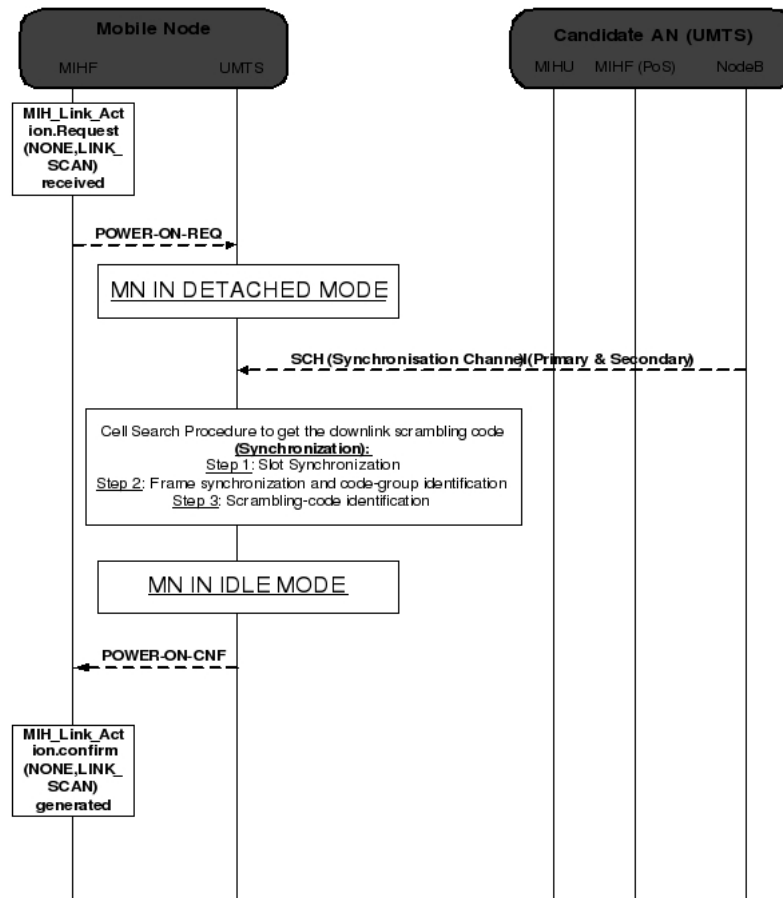 Mobile Node
Candidate AN (UMTS)
MIHF
UMTS
MIHU
MIHF (PoS)
NodeB
MIH_Link_Act
ion.Request
(NONE,LINK_
SCAN)
received
POWER-ON-REQ
MN IN DETACHED MODE
SCH (Synchronisation Channel)(Primary & Secondary)
Cell Search Procedure to get the downlink scrambling code
(Synchronization):
Step 1: Slot Synchronization
Step 2: Frame synchronization and code-group identification
Step 3: Scrambling-code identification
MN IN IDLE MODE
POWER-ON-CNF
MIH_Link_Act
ion.confirm
(NONE,LINK_
SCAN)
generated